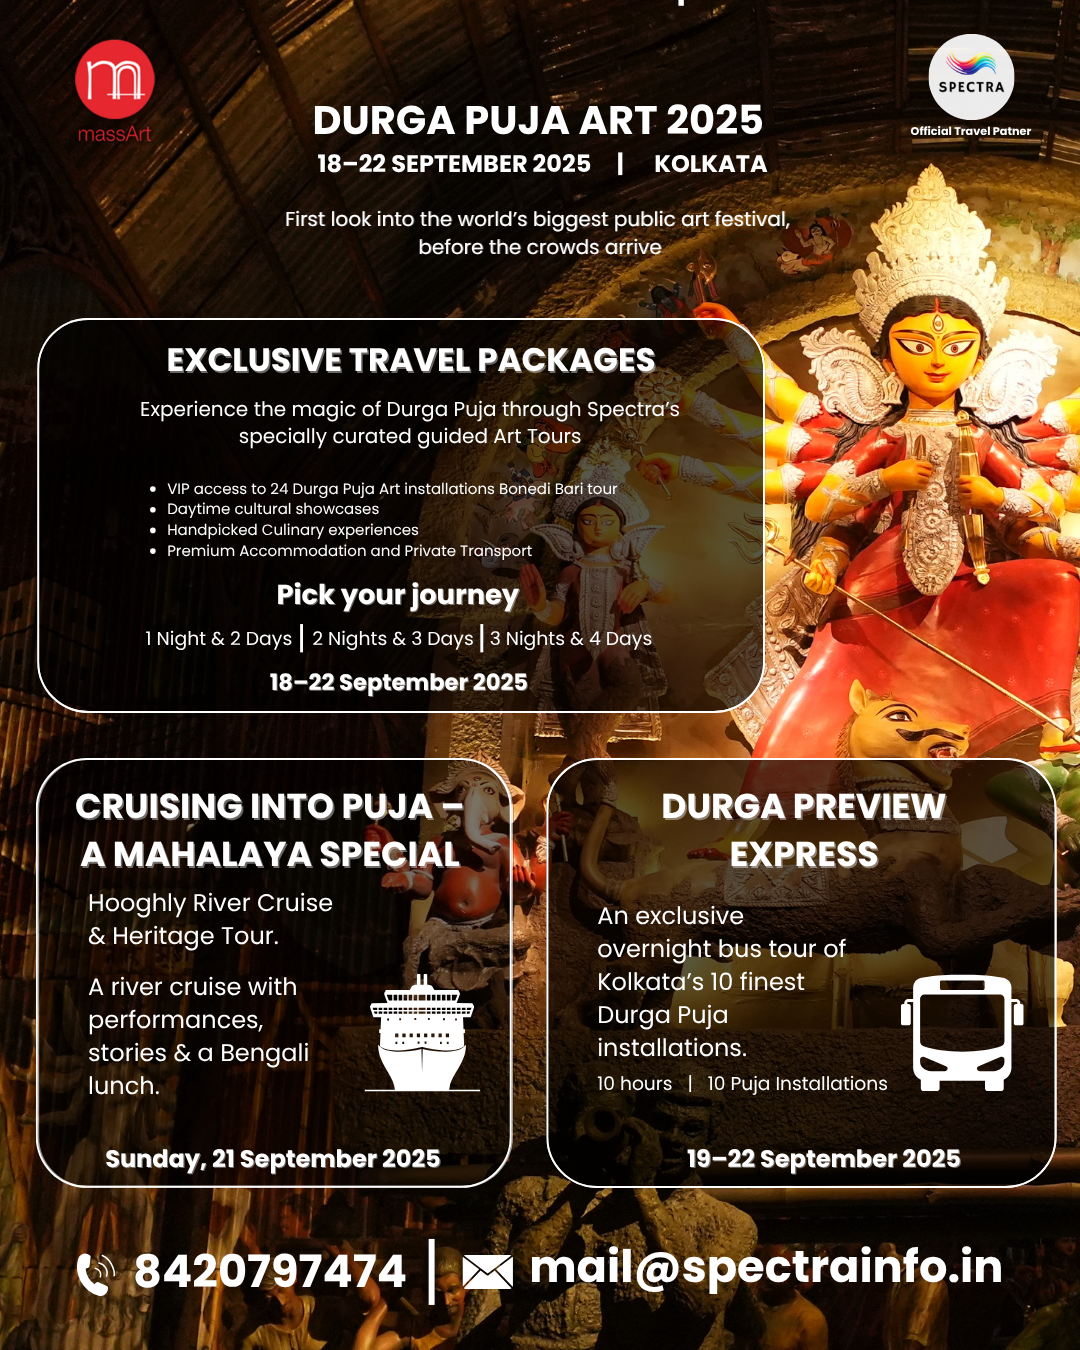 massArt
SPECTRA
Official Travel Patner
DURGA PUJA ART 2025
18–22 SEPTEMBER 2025 | KOLKATA
First look into the world's biggest public art festival,
before the crowds arrive
EXCLUSIVE TRAVEL PACKAGES
Experience the magic of Durga Puja through Spectra's
specially curated guided Art Tours
• VIP access to 24 Durga Puja Art installations Bonedi Bari tour
• Daytime cultural showcases
• Handpicked Culinary experiences
• Premium Accommodation and Private Transport
Pick your journey
1 Night & 2 Days | 2 Nights & 3 Days | 3 Nights & 4 Days
18–22 September 2025
CRUISING INTO PUJA –
A MAHALAYA SPECIAL
Hooghly River Cruise
& Heritage Tour.
A river cruise with
performances,
stories & a Bengali
lunch.
Sunday, 21 September 2025
DURGA PREVIEW
EXPRESS
An exclusive
overnight bus tour of
Kolkata's 10 finest
Durga Puja
installations.
10 hours | 10 Puja Installations
19–22 September 2025
8420797474 | mail@spectrainfo.in